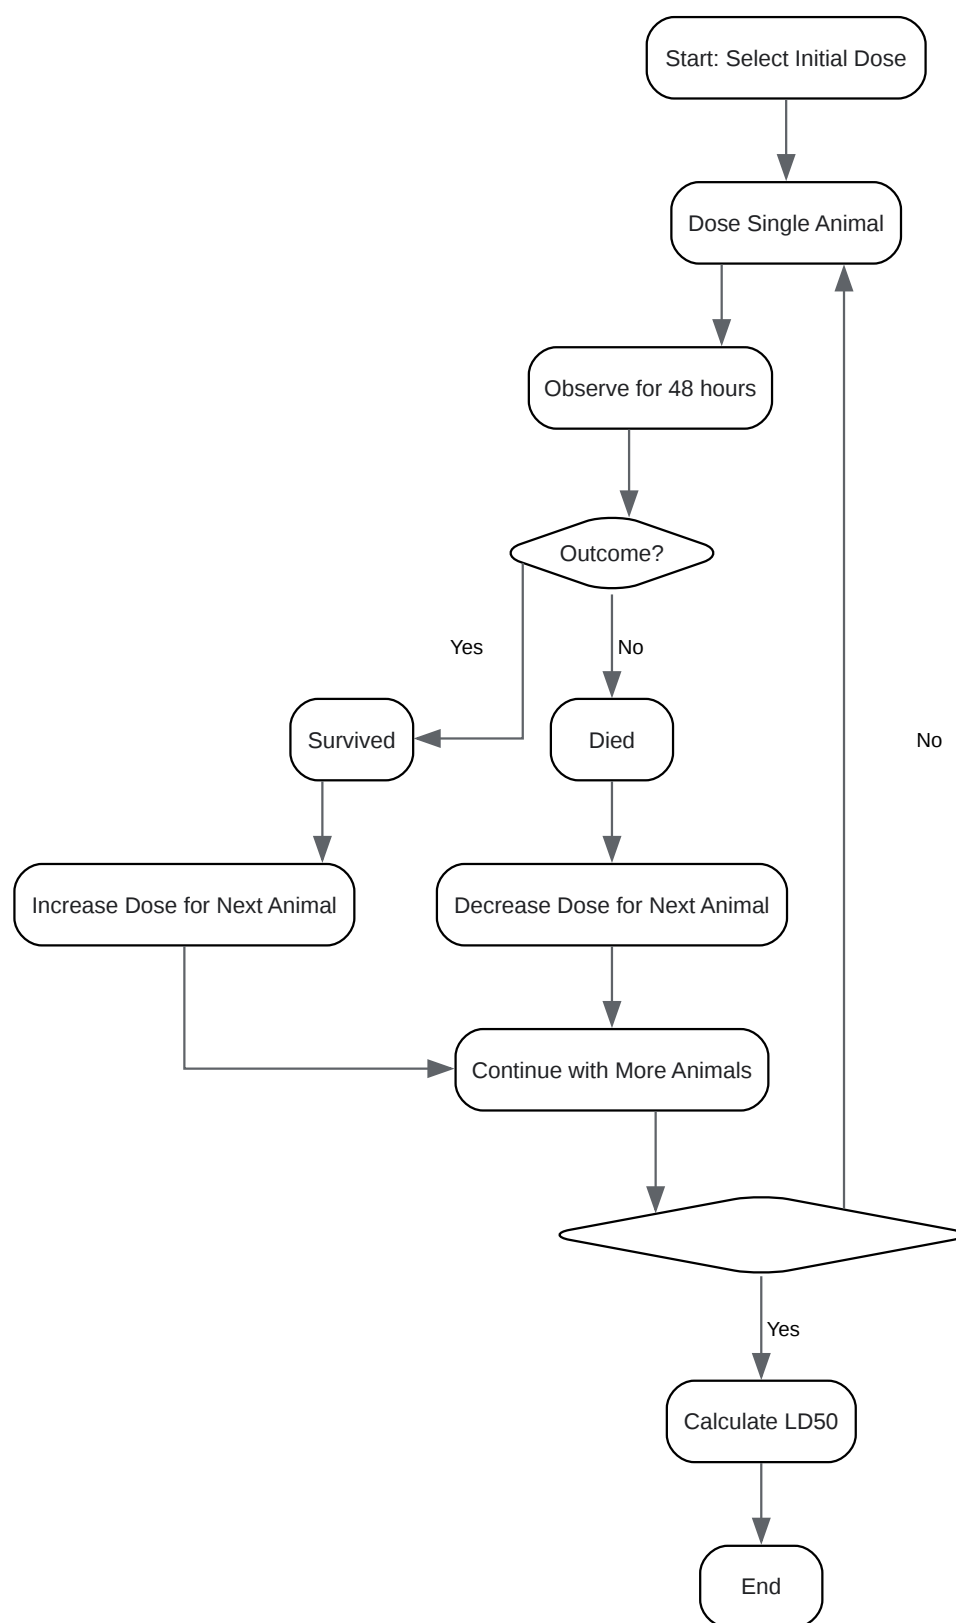 Start: Select Initial Dose
Dose Single Animal
Observe for 48 hours
Outcome?
Yes
No
Survived
Died
No
Increase Dose for Next Animal
Decrease Dose for Next Animal
Continue with More Animals
Yes
Calculate LD50
End